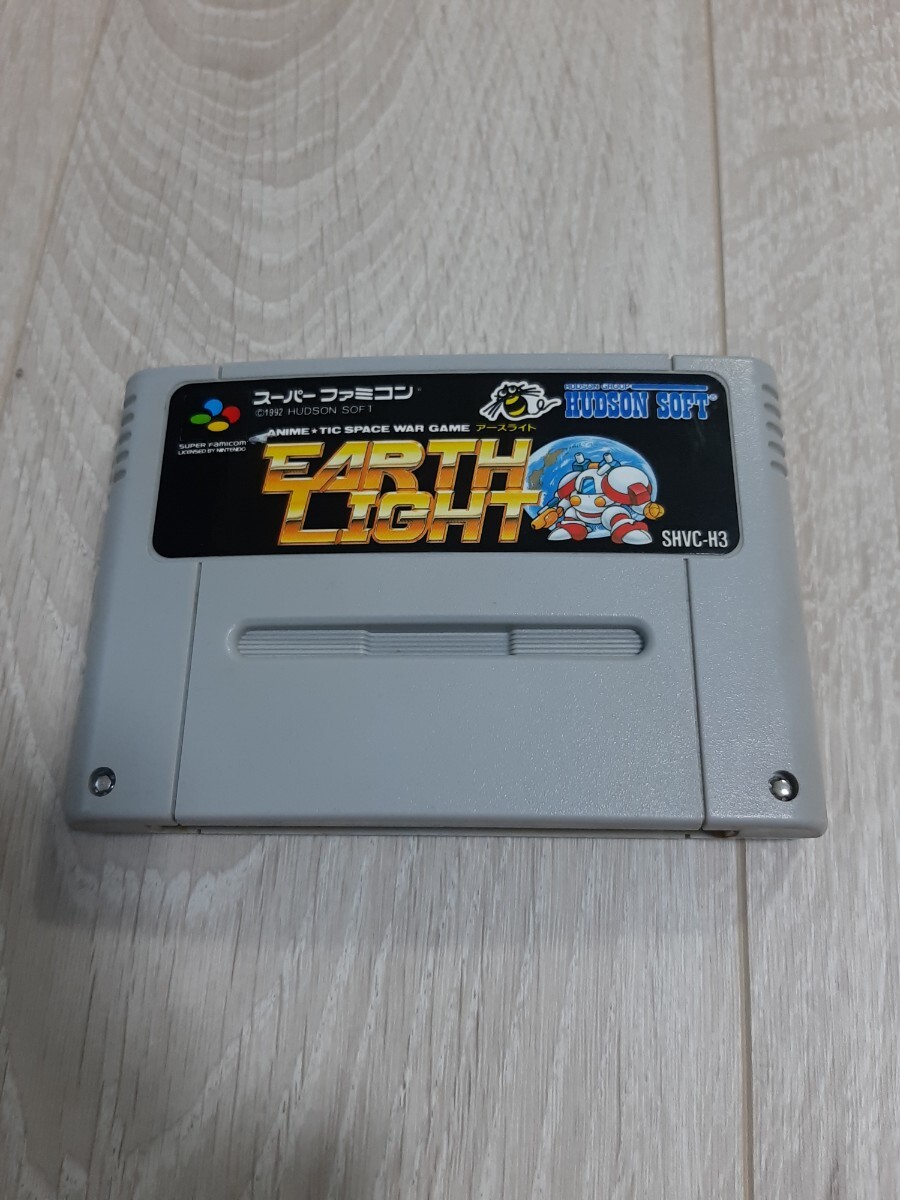 スーパーファミコン
©1992 HUDSON SOFT
HUDSON GROUP
HUDSON SOFT®
SUPER FAMICOM
LICENSED BY NINTENDO
ANIME★TIC SPACE WAR GAME アースライト
EARTH
LIGHT
SHVC-H3